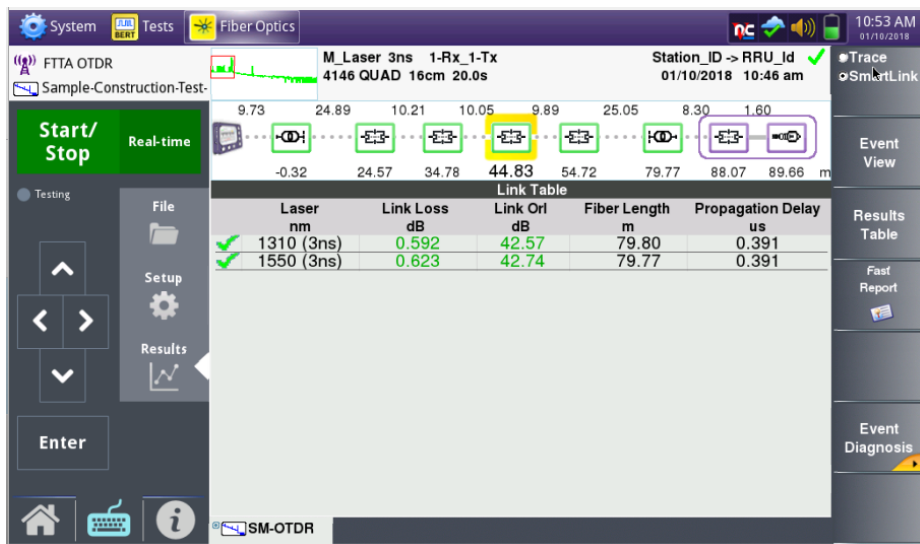 System Tests Fiber Optics 10:53 AM
01/10/2018
FTTA OTDR
Sample-Construction-Test-
M_Laser 3ns 1-Rx_1-Tx Station_ID -> RRU_Id
4146 QUAD 16cm 20.0s 01/10/2018 10:46 am
Trace
SmartLink
Start/
Stop
Real-time
Testing
File
Setup
Results
Enter
9.73 24.89 10.21 10.05 9.89 25.05 8.30 1.60
-0.32 24.57 34.78 44.83 54.72 79.77 88.07 89.66 m
Link Table
Laser Link Loss Link Orl Fiber Length Propagation Delay
nm dB dB m us
1310 (3ns) 0.592 42.57 79.80 0.391
1550 (3ns) 0.623 42.74 79.77 0.391
Event
View
Results
Table
Fast
Report
Event
Diagnosis
SM-OTDR